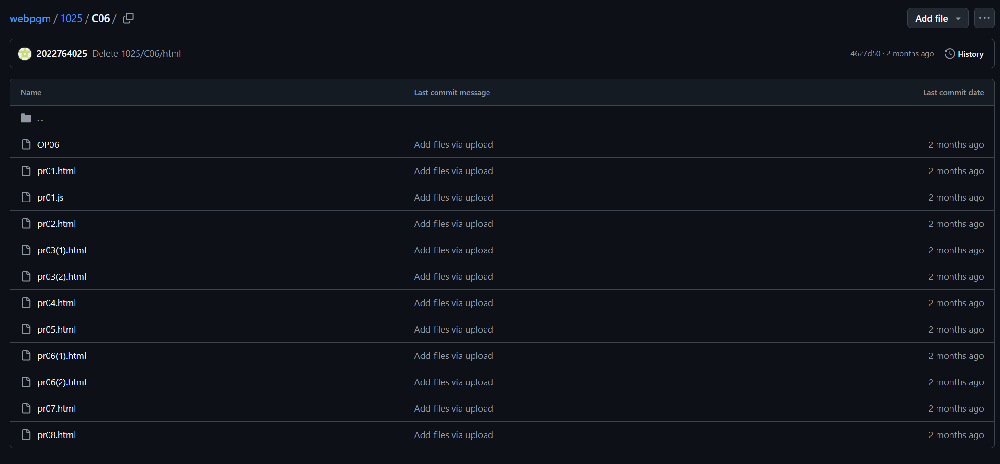 webpgm / 1025 / C06 /
Add file
2022764025 Delete 1025/C06/html
4627d50 · 2 months ago
History
Name Last commit message Last commit date
..
OP06 Add files via upload 2 months ago
pr01.html Add files via upload 2 months ago
pr01.js Add files via upload 2 months ago
pr02.html Add files via upload 2 months ago
pr03(1).html Add files via upload 2 months ago
pr03(2).html Add files via upload 2 months ago
pr04.html Add files via upload 2 months ago
pr05.html Add files via upload 2 months ago
pr06(1).html Add files via upload 2 months ago
pr06(2).html Add files via upload 2 months ago
pr07.html Add files via upload 2 months ago
pr08.html Add files via upload 2 months ago